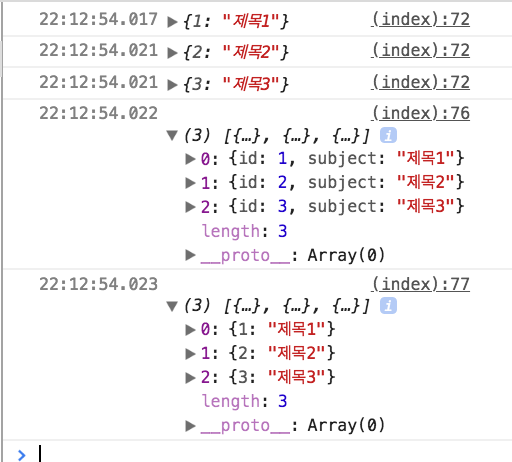 22:12:54.017 ▶{1: "제목1"} (index):72
22:12:54.021 ▶{2: "제목2"} (index):72
22:12:54.021 ▶{3: "제목3"} (index):72
22:12:54.022 (index):76
▼(3) [{…}, {…}, {…}] i
▶0: {id: 1, subject: "제목1"}
▶1: {id: 2, subject: "제목2"}
▶2: {id: 3, subject: "제목3"}
length: 3
▶__proto__: Array(0)
22:12:54.023 (index):77
▼(3) [{…}, {…}, {…}] i
▶0: {1: "제목1"}
▶1: {2: "제목2"}
▶2: {3: "제목3"}
length: 3
▶__proto__: Array(0)
>